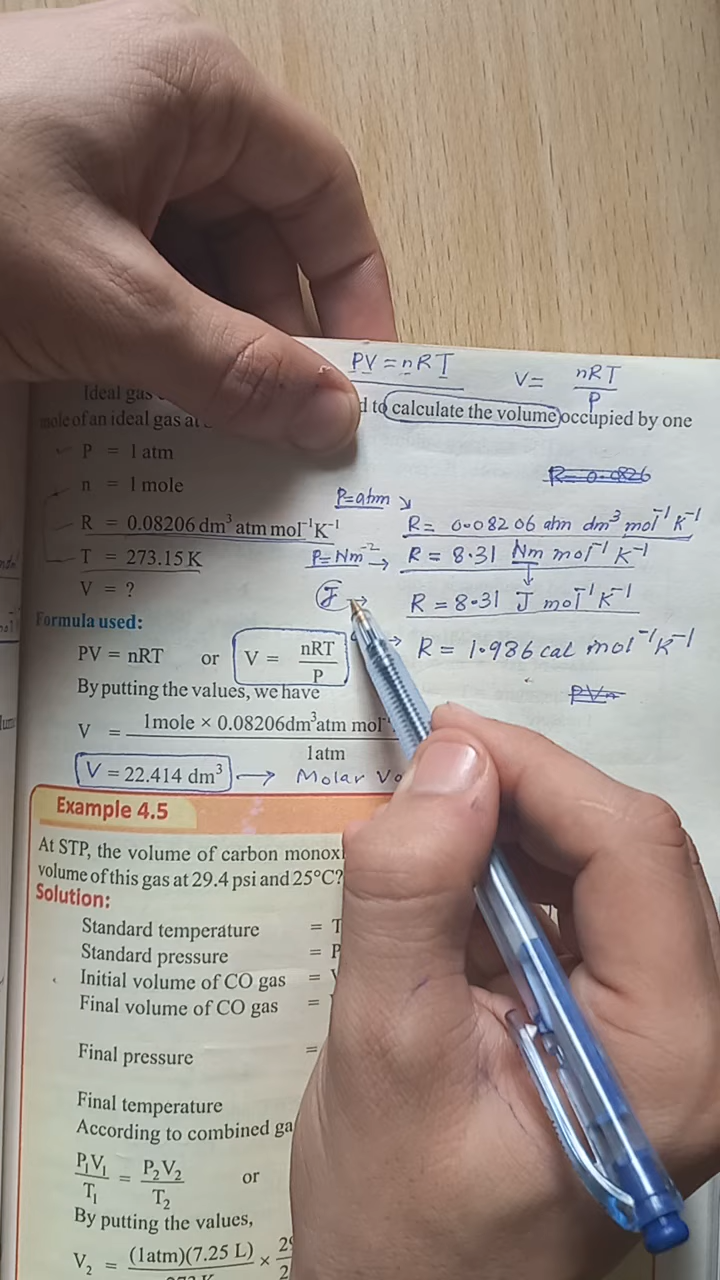 PV = nRT V = nRT/P
Ideal gas
d to calculate the volume occupied by one
mole of an ideal gas at
P = 1 atm
n = 1 mole
R = 0.08206 dm³ atm mol⁻¹K⁻¹
T = 273.15 K
V = ?
R = 0.0826
P=atm
R = 0.08206 atm dm³ mol⁻¹ K⁻¹
P=Nm⁻² → R = 8.31 Nm mol⁻¹ K⁻¹
J → R = 8.31 J mol⁻¹ K⁻¹
→ R = 1.986 cal mol⁻¹ K⁻¹
PVn
Formula used:
PV = nRT or V = nRT/P
By putting the values, we have
V = 1mole × 0.08206dm³atm mol⁻ / 1atm
V = 22.414 dm³ → Molar Vo
Example 4.5
At STP, the volume of carbon monox
volume of this gas at 29.4 psi and 25°C?
Solution:
Standard temperature = T
Standard pressure = P
Initial volume of CO gas = V
Final volume of CO gas =
Final pressure =
Final temperature
According to combined ga
P₁V₁/T₁ = P₂V₂/T₂ or
By putting the values,
V₂ = (1atm)(7.25 L) ×